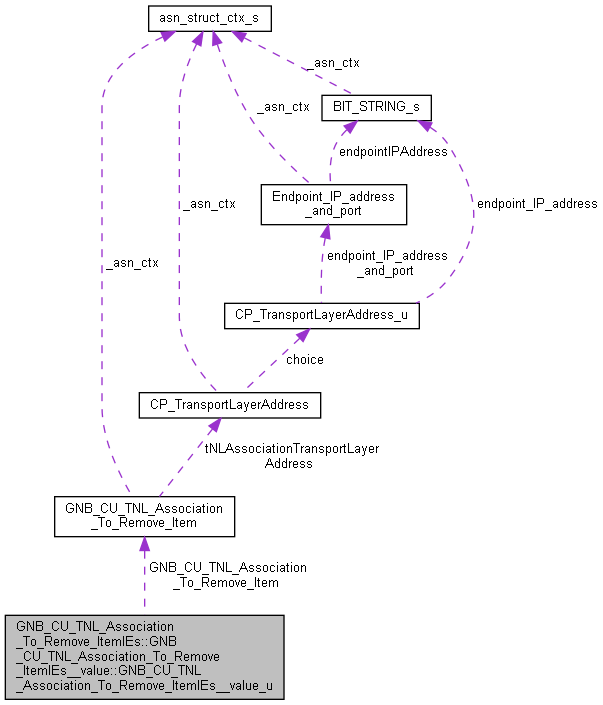 asn_struct_ctx_s
_asn_ctx
BIT_STRING_s
_asn_ctx
endpointIPAddress
Endpoint_IP_address
_and_port
_asn_ctx
endpoint_IP_address
endpoint_IP_address
_and_port
_asn_ctx
CP_TransportLayerAddress_u
choice
CP_TransportLayerAddress
tNLAssociationTransportLayer
Address
GNB_CU_TNL_Association
_To_Remove_Item
GNB_CU_TNL_Association
_To_Remove_Item
GNB_CU_TNL_Association
_To_Remove_ItemIEs::GNB
_CU_TNL_Association_To_Remove
_ItemIEs__value::GNB_CU_TNL
_Association_To_Remove_ItemIEs__value_u